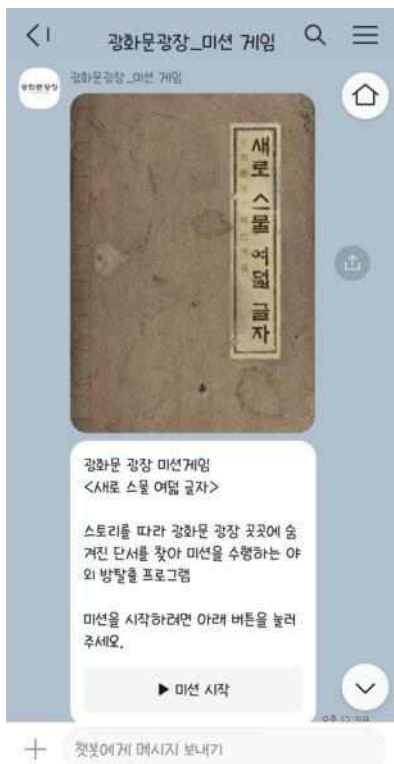 광화문광장_미션 게임
광화문광장
광화문광장_미션 게임
새로 스물 여덟 글자
광화문 광장 미션게임
<새로 스물 여덟 글자>
스토리를 따라 광화문 광장 곳곳에 숨
겨진 단서를 찾아 미션을 수행하는 야
외 방탈출 프로그램
미션을 시작하려면 아래 버튼을 눌러
주세요.
▶ 미션 시작
챗봇에게 메시지 보내기